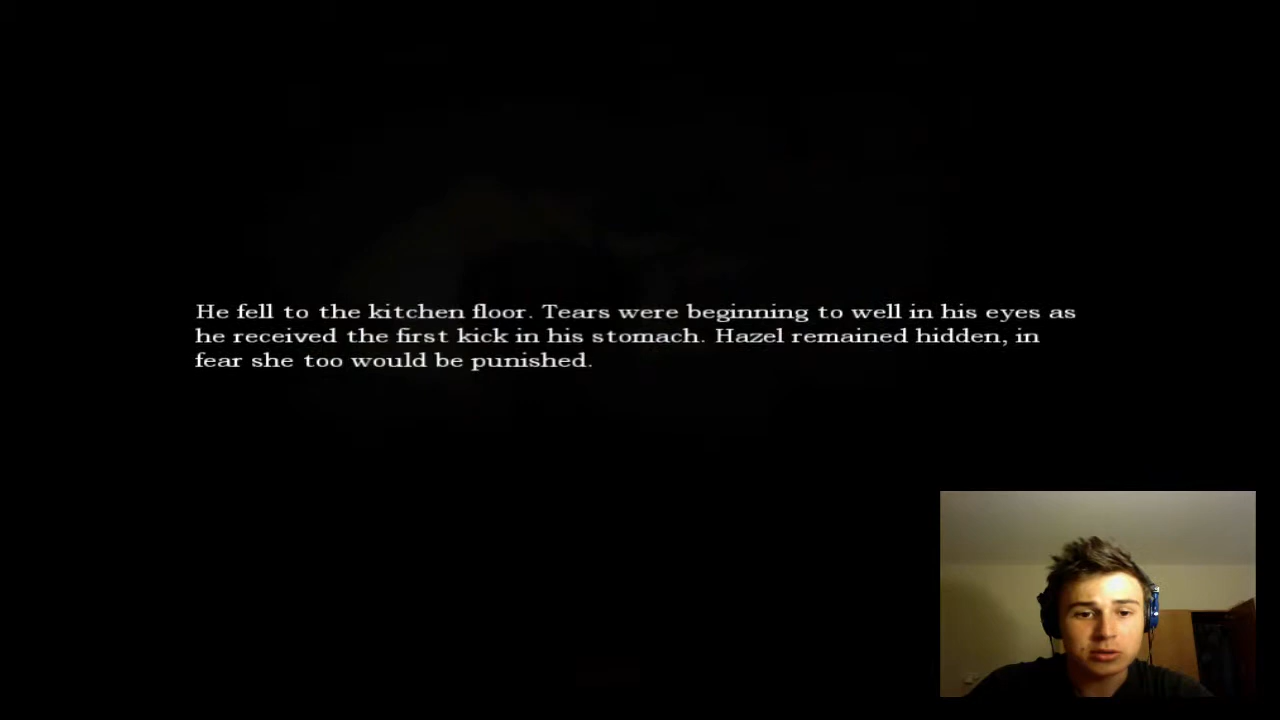 He fell to the kitchen floor. Tears were beginning to well in his eyes as
he received the first kick in his stomach. Hazel remained hidden, in
fear she too would be punished.